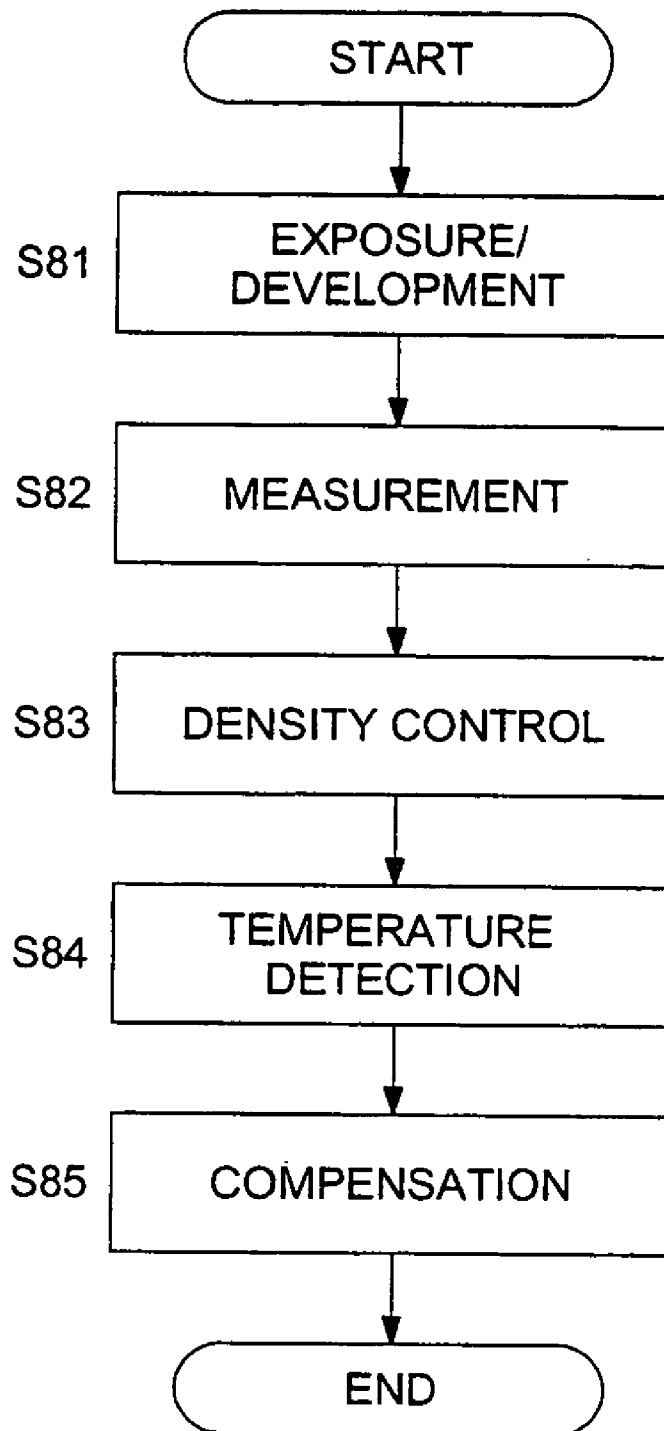 START
S81
EXPOSURE/
DEVELOPMENT
S82
MEASUREMENT
S83
DENSITY CONTROL
S84
TEMPERATURE
DETECTION
S85
COMPENSATION
END